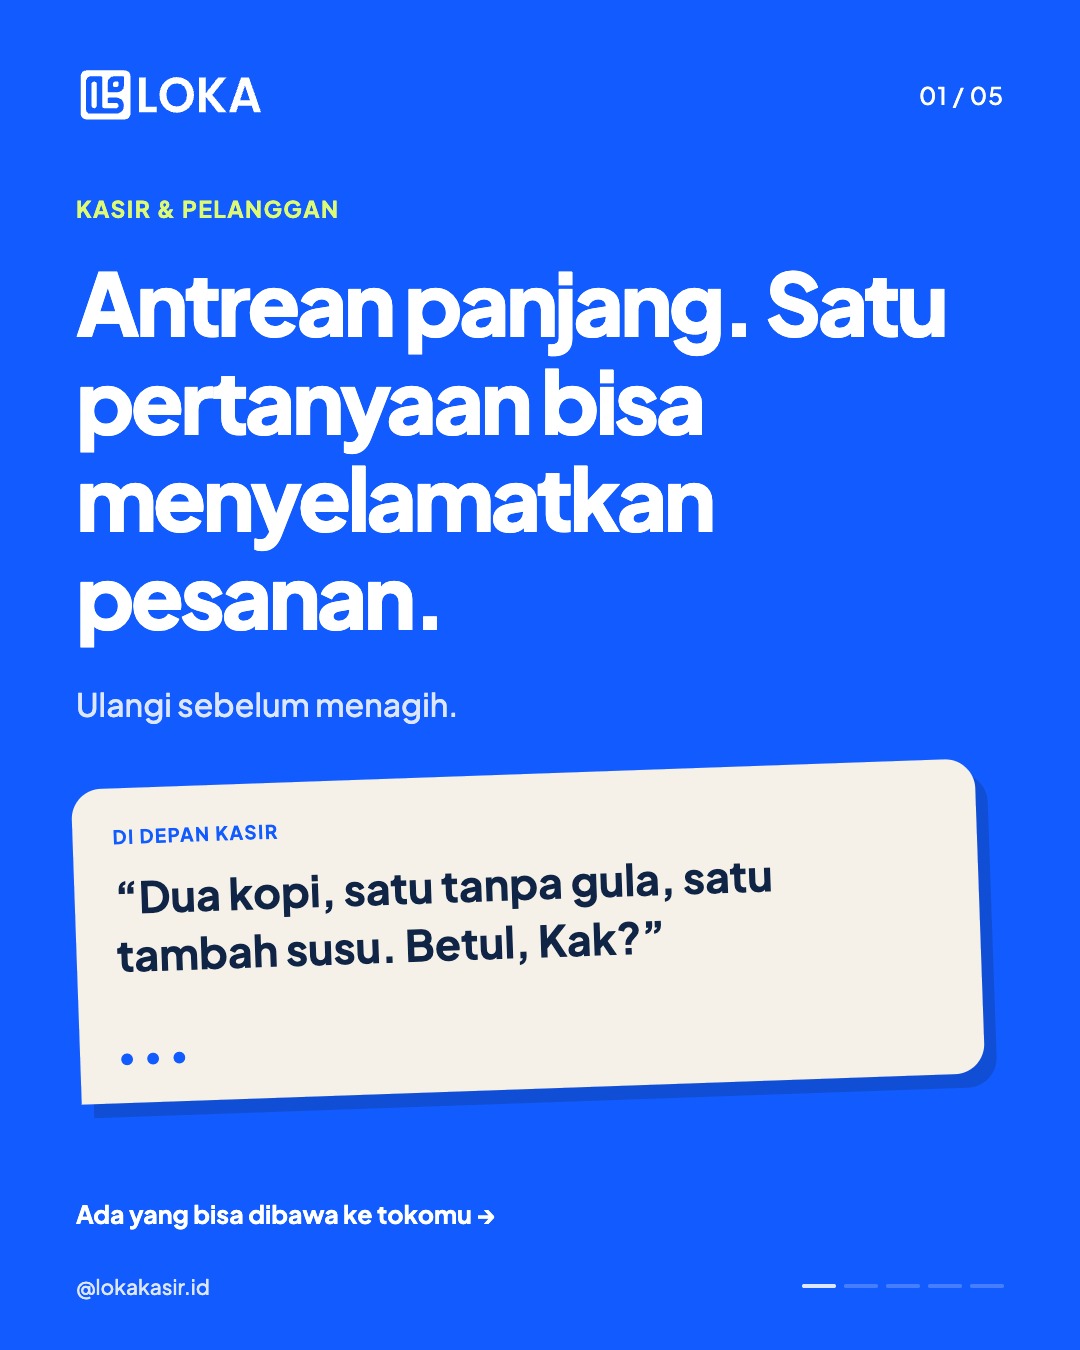 LOKA
01 / 05
KASIR & PELANGGAN
Antrean panjang. Satu
pertanyaan bisa
menyelamatkan
pesanan.
Ulangi sebelum menagih.
DI DEPAN KASIR
“Dua kopi, satu tanpa gula, satu
tambah susu. Betul, Kak?”
Ada yang bisa dibawa ke tokomu →
@lokakasir.id